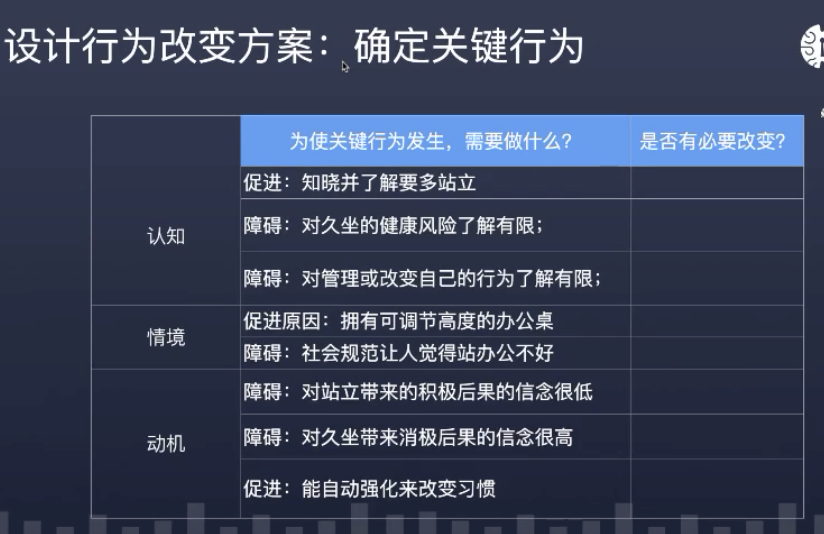 设计行为改变方案：确定关键行为
为使关键行为发生，需要做什么？ 是否有必要改变？
认知
促进：知晓并了解要多站立
障碍：对久坐的健康风险了解有限；
障碍：对管理或改变自己的行为了解有限；
情境
促进原因：拥有可调节高度的办公桌
障碍：社会规范让人觉得站办公不好
动机
障碍：对站立带来的积极后果的信念很低
障碍：对久坐带来消极后果的信念很高
促进：能自动强化来改变习惯